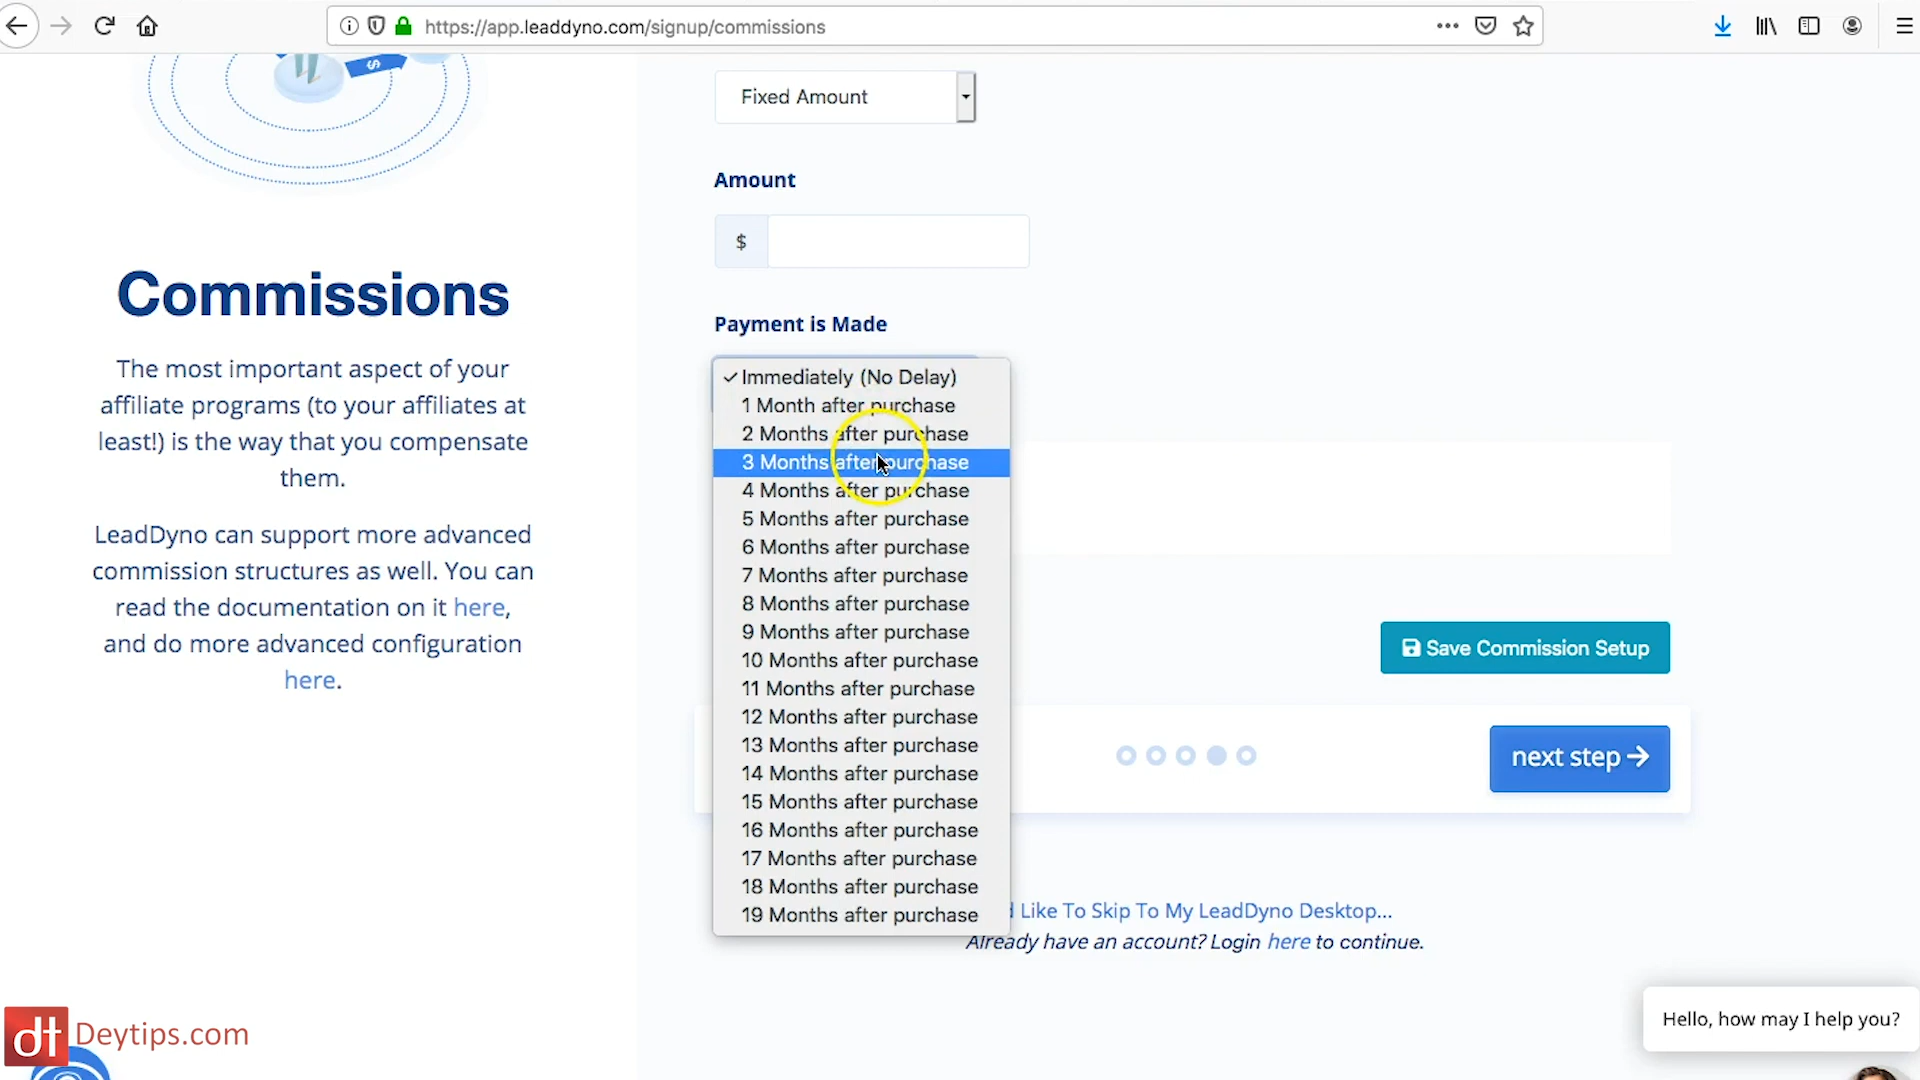 https://app.leaddyno.com/signup/commissions
$
Fixed Amount
Amount
$
Payment is Made
✓ Immediately (No Delay)
1 Month after purchase
2 Months after purchase
3 Months after purchase
4 Months after purchase
5 Months after purchase
6 Months after purchase
7 Months after purchase
8 Months after purchase
9 Months after purchase
10 Months after purchase
11 Months after purchase
12 Months after purchase
13 Months after purchase
14 Months after purchase
15 Months after purchase
16 Months after purchase
17 Months after purchase
18 Months after purchase
19 Months after purchase
Commissions
The most important aspect of your
affiliate programs (to your affiliates at
least!) is the way that you compensate
them.
LeadDyno can support more advanced
commission structures as well. You can
read the documentation on it here,
and do more advanced configuration
here.
Save Commission Setup
next step →
Like To Skip To My LeadDyno Desktop...
Already have an account? Login here to continue.
Hello, how may I help you?
dt Deytips.com